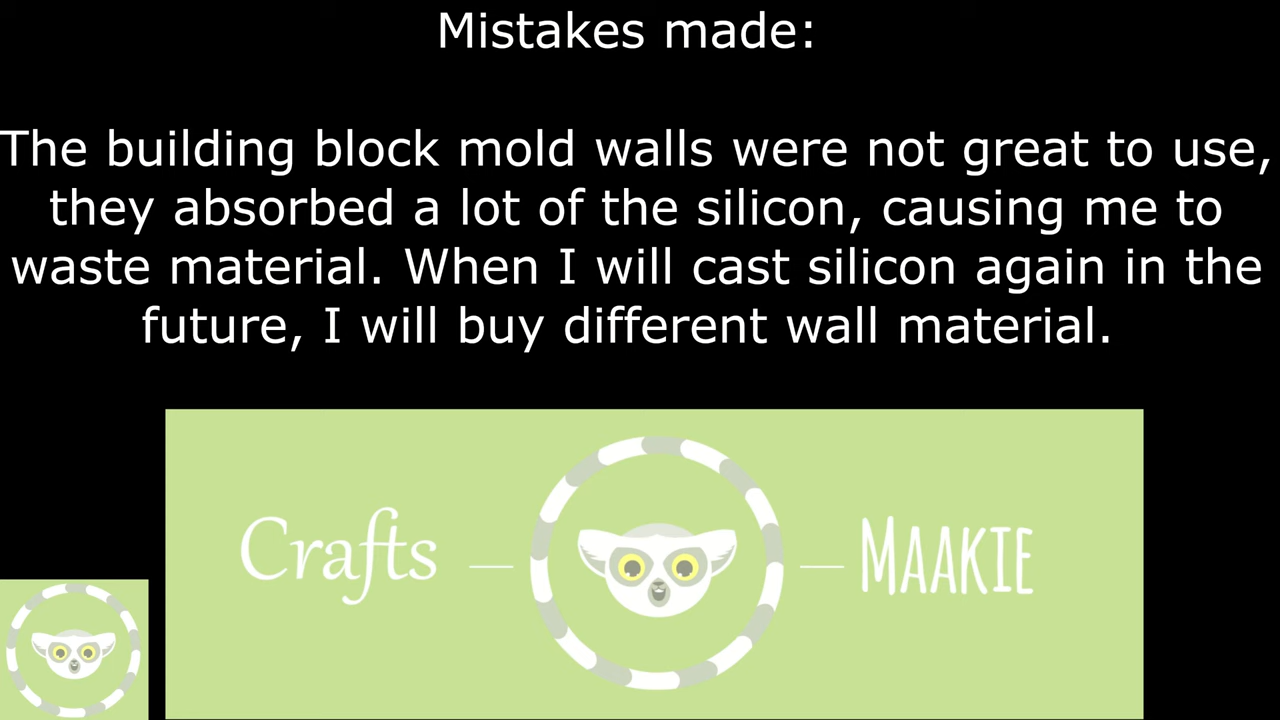 Mistakes made:
The building block mold walls were not great to use,
they absorbed a lot of the silicon, causing me to
waste material. When I will cast silicon again in the
future, I will buy different wall material.
Crafts — — MAAKIE